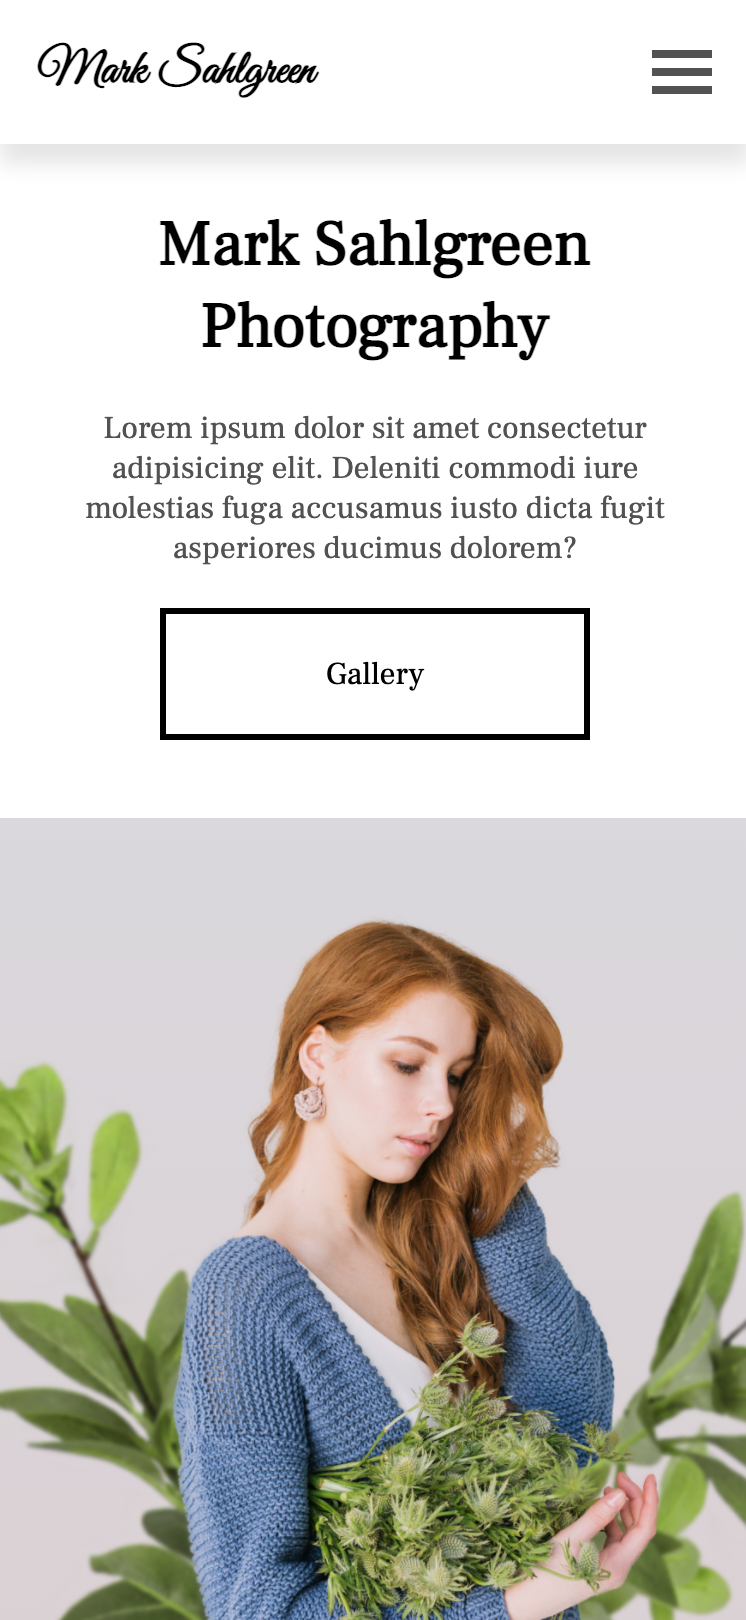 Mark Sahlgreen
Mark Sahlgreen
Photography
Lorem ipsum dolor sit amet consectetur
adipisicing elit. Deleniti commodi iure
molestias fuga accusamus iusto dicta fugit
asperiores ducimus dolorem?
Gallery